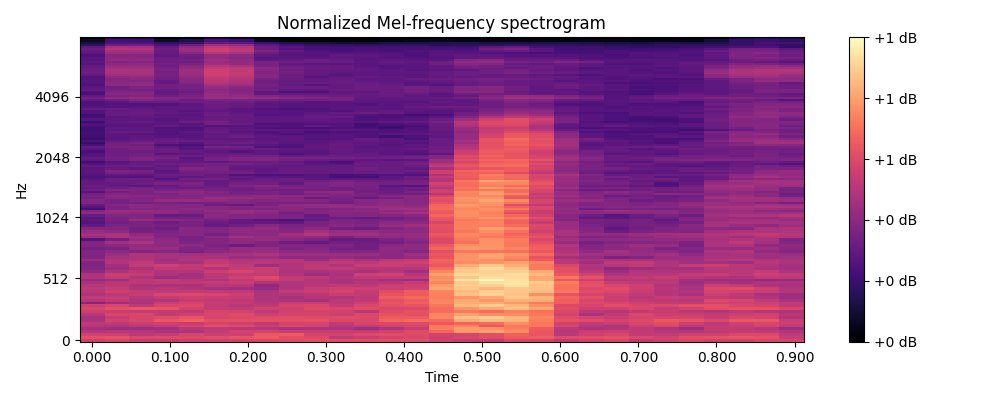 Normalized Mel-frequency spectrogram
Hz
4096
2048
1024
512
0
0.000 0.100 0.200 0.300 0.400 0.500 0.600 0.700 0.800 0.900
Time
+1 dB
+1 dB
+1 dB
+0 dB
+0 dB
+0 dB